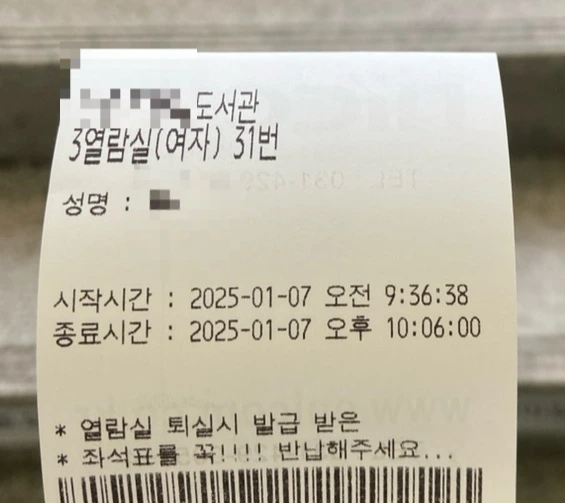 도서관
3열람실(여자) 31번
성명 :
시작시간 : 2025-01-07 오전 9:36:38
종료시간 : 2025-01-07 오후 10:06:00
* 열람실 퇴실시 발급 받은
* 좌석표를 꼭!!!! 반납해주세요...